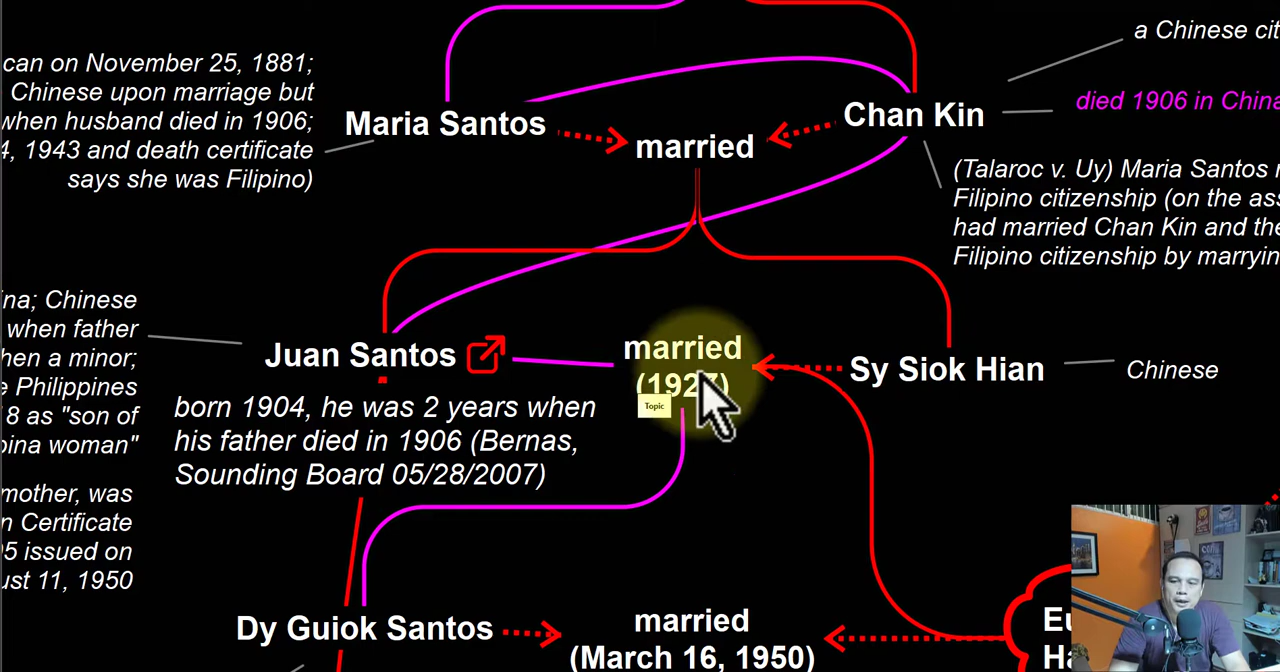 a Chinese cit
can on November 25, 1881;
Chinese upon marriage but
when husband died in 1906;
4, 1943 and death certificate
says she was Filipino)
Maria Santos
married
Chan Kin
died 1906 in China
(Talaroc v. Uy) Maria Santos
Filipino citizenship (on the ass
had married Chan Kin and the
Filipino citizenship by marryin
ina; Chinese
when father
hen a minor;
e Philippines
8 as "son of
pina woman"
mother, was
n Certificate
5 issued on
ust 11, 1950
Juan Santos
born 1904, he was 2 years when
his father died in 1906 (Bernas,
Sounding Board 05/28/2007)
married
Topic
Sy Siok Hian
Chinese
Dy Guiok Santos
married
(March 16, 1950)
Eu
Ha